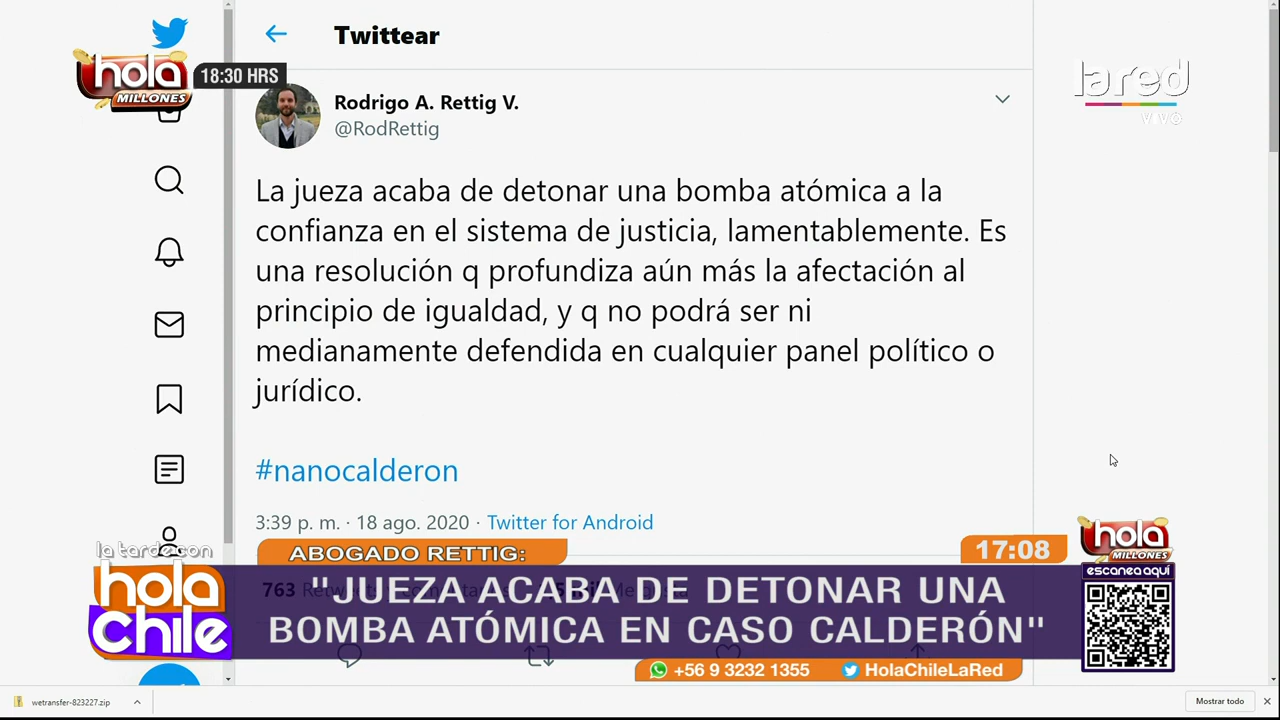 Twittear
hola
MILLONES
18:30 HRS
la red
VIVO
Rodrigo A. Rettig V.
@RodRettig
La jueza acaba de detonar una bomba atómica a la
confianza en el sistema de justicia, lamentablemente. Es
una resolución q profundiza aún más la afectación al
principio de igualdad, y q no podrá ser ni
medianamente defendida en cualquier panel político o
jurídico.
#nanocalderon
3:39 p. m. · 18 ago. 2020 · Twitter for Android
la tarde con
hola
chile
ABOGADO RETTIG:
17:08
763
"JUEZA ACABA DE DETONAR UNA
BOMBA ATÓMICA EN CASO CALDERÓN"
hola
MILLONES
escanea aquí
+56 9 3232 1355
HolaChileLaRed
wetransfer-823227.zip
Mostrar todo